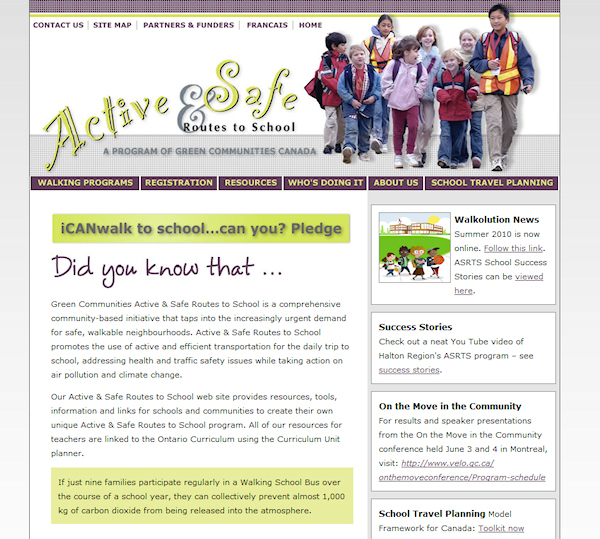 CONTACT US | SITE MAP | PARTNERS & FUNDERS | FRANCAIS | HOME
Active & Safe
Routes to School
A PROGRAM OF GREEN COMMUNITIES CANADA
WALKING PROGRAMS REGISTRATION RESOURCES WHO'S DOING IT ABOUT US SCHOOL TRAVEL PLANNING
iCANwalk to school...can you? Pledge
Did you know that ...
Green Communities Active & Safe Routes to School is a comprehensive
community-based initiative that taps into the increasingly urgent demand
for safe, walkable neighbourhoods. Active & Safe Routes to School
promotes the use of active and efficient transportation for the daily trip to
school, addressing health and traffic safety issues while taking action on
air pollution and climate change.
Our Active & Safe Routes to School web site provides resources, tools,
information and links for schools and communities to create their own
unique Active & Safe Routes to School program. All of our resources for
teachers are linked to the Ontario Curriculum using the Curriculum Unit
planner.
If just nine families participate regularly in a Walking School Bus over
the course of a school year, they can collectively prevent almost 1,000
kg of carbon dioxide from being released into the atmosphere.
Walkolution News
Summer 2010 is now
online. Follow this link.
ASRTS School Success
Stories can be viewed
here.
Success Stories
Check out a neat You Tube video of
Halton Region's ASRTS program – see
success stories.
On the Move in the Community
For results and speaker presentations
from the On the Move in the Community
conference held June 3 and 4 in Montreal,
visit: http://www.velo.qc.ca/
onthemoveconference/Program-schedule
School Travel Planning Model
Framework for Canada: Toolkit now